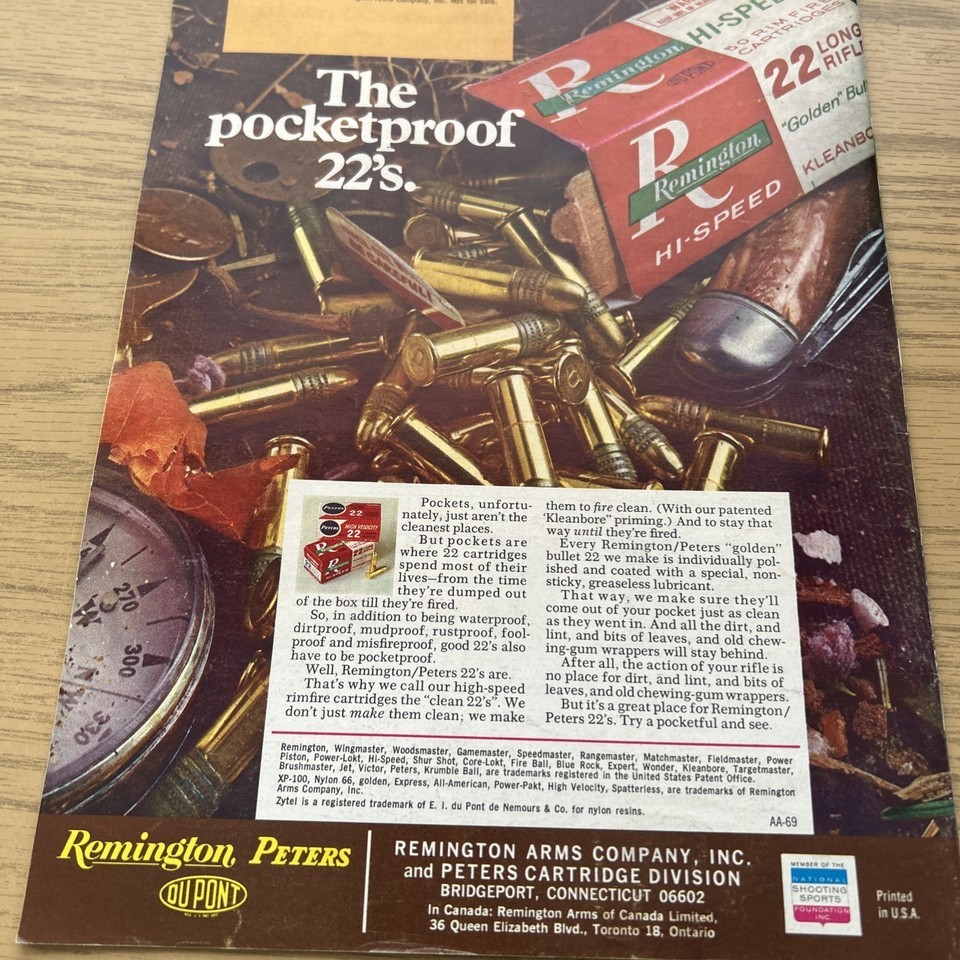 Company, Inc. Not for sale.
The
pocketproof
22's.
HI-SPEED
50 RIM FIRE
CARTRIDGES
22 LONG
RIFLE
"Golden" Bul
KLEANBO
R
Remington
DU PONT
R
Remington
HI-SPEED
Peters
22
Peters
HIGH VELOCITY
22
Pockets, unfortu-
nately, just aren't the
cleanest places.
But pockets are
where 22 cartridges
spend most of their
lives—from the time
they're dumped out
of the box till they're fired.
So, in addition to being waterproof,
dirtproof, mudproof, rustproof, fool-
proof and misfireproof, good 22's also
have to be pocketproof.
Well, Remington/Peters 22's are.
That's why we call our high-speed
rimfire cartridges the "clean 22's". We
don't just make them clean; we make
them to fire clean. (With our patented
'Kleanbore" priming.) And to stay that
way until they're fired.
Every Remington/Peters "golden"
bullet 22 we make is individually pol-
ished and coated with a special, non-
sticky, greaseless lubricant.
That way, we make sure they'll
come out of your pocket just as clean
as they went in. And all the dirt, and
lint, and bits of leaves, and old chew-
ing-gum wrappers will stay behind.
After all, the action of your rifle is
no place for dirt, and lint, and bits of
leaves, and old chewing-gum wrappers.
But it's a great place for Remington/
Peters 22's. Try a pocketful and see.
Remington, Wingmaster, Woodsmaster, Gamemaster, Speedmaster, Rangemaster, Matchmaster, Fieldmaster, Power
Piston, Power-Lokt, Hi-Speed, Shur Shot, Core-Lokt, Fire Ball, Blue Rock, Expert, Wonder, Kleanbore, Targetmaster,
Brushmaster, Jet, Victor, Peters, Krumble Ball, are trademarks registered in the United States Patent Office.
XP-100, Nylon 66, golden, Express, All-American, Power-Pakt, High Velocity, Spatterless, are trademarks of Remington
Arms Company, Inc.
Zytel is a registered trademark of E. I. du Pont de Nemours & Co. for nylon resins.
AA-69
W
270
300
330
Remington, PETERS
DU PONT
REMINGTON ARMS COMPANY, INC.
and PETERS CARTRIDGE DIVISION
BRIDGEPORT, CONNECTICUT 06602
In Canada: Remington Arms of Canada Limited,
36 Queen Elizabeth Blvd., Toronto 18, Ontario
MEMBER OF THE
NATIONAL
SHOOTING
SPORTS
FOUNDATION
INC.
Printed
in U.S.A.